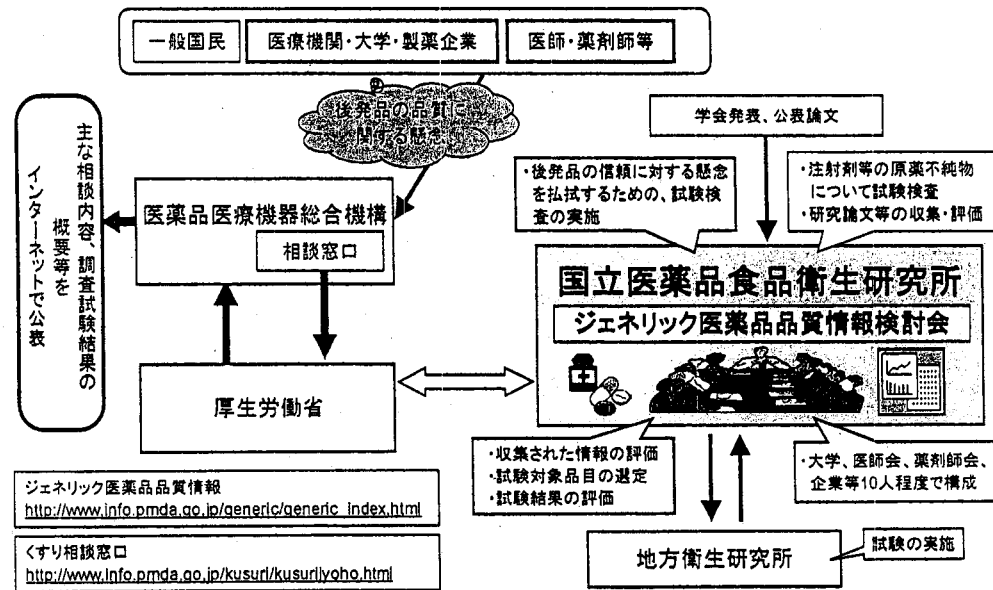 一般国民
医療機関・大学・製薬企業
医師・薬剤師等
後発品の品質に
関する懸念
学会発表、公表論文
・後発品の信頼に対する懸念
を払拭するための、試験検
査の実施
・注射剤等の原薬不純物
について試験検査
・研究論文等の収集・評価
主な相談内容、調査試験結果の
概要等を
インターネットで公表
医薬品医療機器総合機構
相談窓口
国立医薬品食品衛生研究所
ジェネリック医薬品品質情報検討会
厚生労働省
・収集された情報の評価
・試験対象品目の選定
・試験結果の評価
・大学、医師会、薬剤師会、
企業等10人程度で構成
ジェネリック医薬品品質情報
http://www.info.pmda.go.jp/generic/generic_index.html
くすり相談窓口
http://www.info.pmda.go.jp/kusuri/kusurijyoho.html
地方衛生研究所
試験の実施